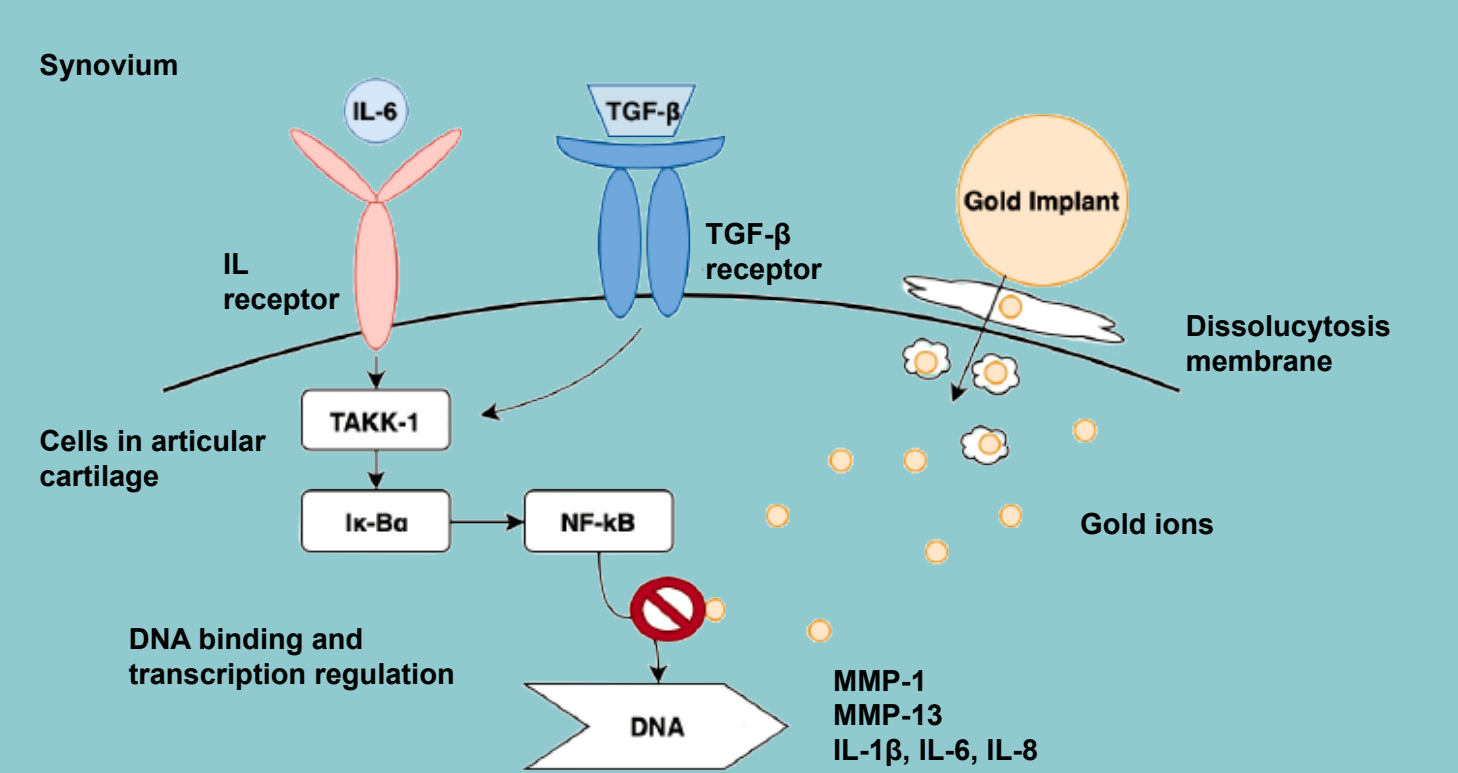 Synovium
IL-6
TGF-β
Gold Implant
IL
receptor
TGF-β
receptor
Dissolucytosis
membrane
TAKK-1
Cells in articular
cartilage
Iκ-Bα
NF-kB
Gold ions
DNA binding and
transcription regulation
DNA
MMP-1
MMP-13
IL-1β, IL-6, IL-8